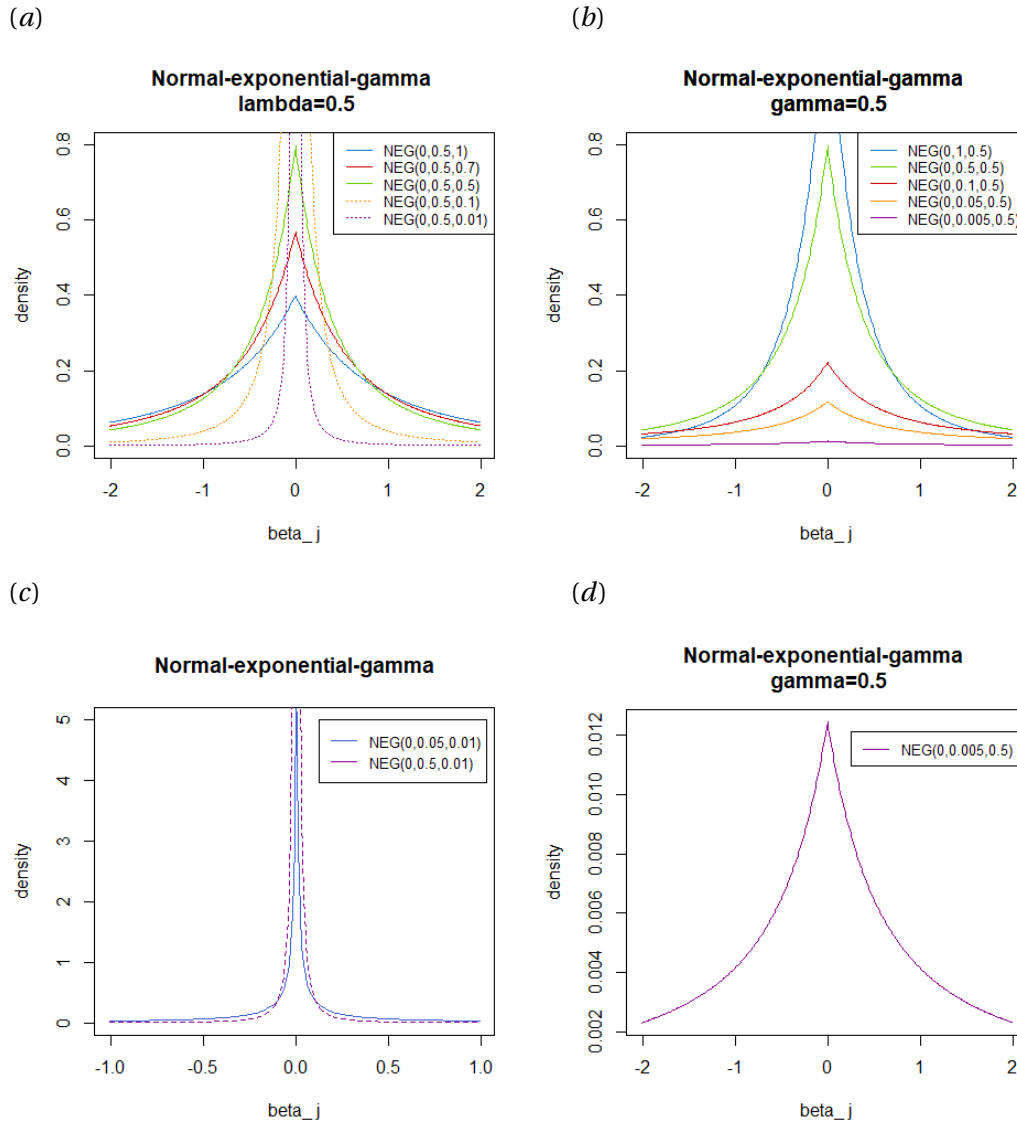 (a)
Normal-exponential-gamma
lambda=0.5
0.8
0.6
0.4
0.2
0.0
density
NEG(0,0.5,1)
NEG(0,0.5,0.7)
NEG(0,0.5,0.5)
NEG(0,0.5,0.1)
NEG(0,0.5,0.01)
-2 -1 0 1 2
beta_ j
(b)
Normal-exponential-gamma
gamma=0.5
0.8
0.6
0.4
0.2
0.0
density
NEG(0,1,0.5)
NEG(0,0.5,0.5)
NEG(0,0.1,0.5)
NEG(0,0.05,0.5)
NEG(0,0.005,0.5)
-2 -1 0 1 2
beta_ j
(c)
Normal-exponential-gamma
5
4
3
2
1
0
density
NEG(0,0.05,0.01)
NEG(0,0.5,0.01)
-1.0 -0.5 0.0 0.5 1.0
beta_ j
(d)
Normal-exponential-gamma
gamma=0.5
0.012
0.010
0.008
0.006
0.004
0.002
density
NEG(0,0.005,0.5)
-2 -1 0 1 2
beta_ j